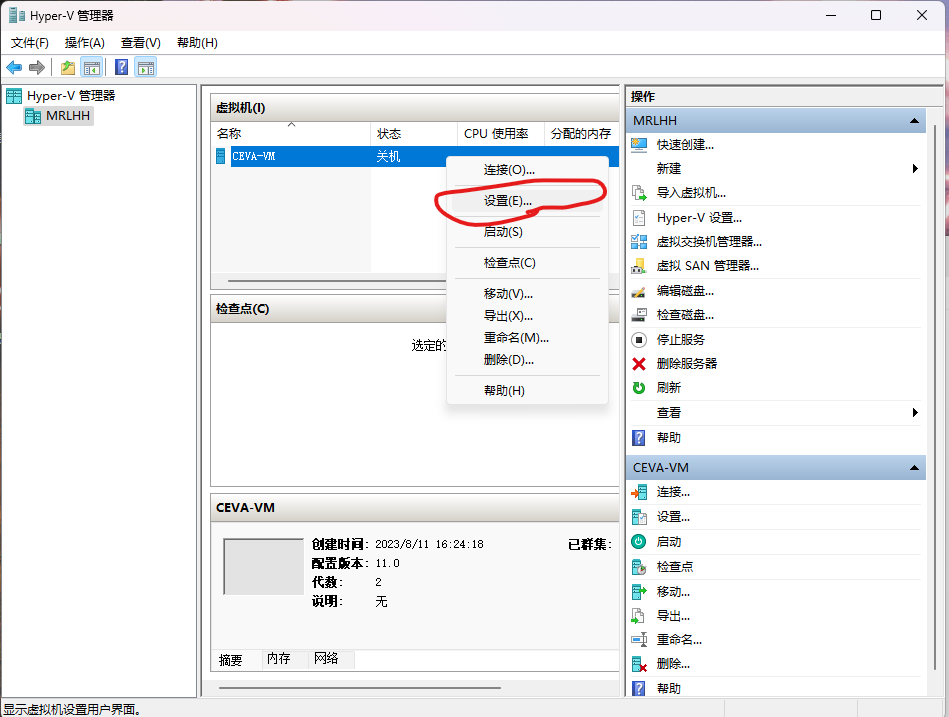 Hyper-V 管理器
文件(F) 操作(A) 查看(V) 帮助(H)
Hyper-V 管理器
MRLHH
虚拟机(I)
名称 状态 CPU 使用率 分配的内存
CEVA-VM 关机
连接(O)...
设置(E)...
启动(S)
检查点(C)
移动(V)...
导出(X)...
重命名(M)...
删除(D)...
帮助(H)
检查点(C)
选定的
CEVA-VM
创建时间: 2023/8/11 16:24:18 已群集:
配置版本: 11.0
代数: 2
说明: 无
摘要 内存 网络
操作
MRLHH
快速创建...
新建
导入虚拟机...
Hyper-V 设置...
虚拟交换机管理器...
虚拟 SAN 管理器...
编辑磁盘...
检查磁盘...
停止服务
删除服务器
刷新
查看
帮助
CEVA-VM
连接...
设置...
启动
检查点
移动...
导出...
重命名...
删除...
帮助
显示虚拟机设置用户界面。